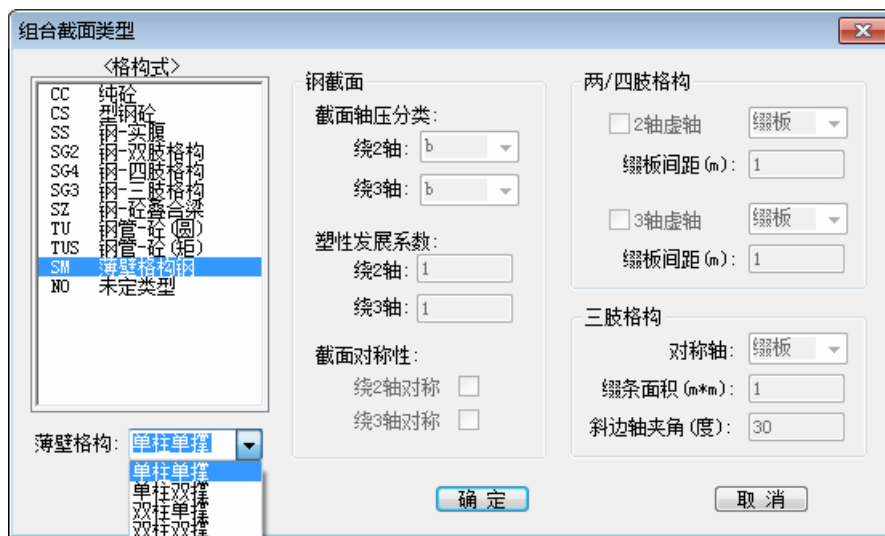 组合截面类型
<格构式>
CC 纯砼
CS 型钢砼
SS 钢-实腹
SG2 钢-双肢格构
SG4 钢-四肢格构
SG3 钢-三肢格构
SZ 钢-砼叠合梁
TU 钢管-砼(圆)
TUS 钢管-砼(矩)
SM 薄壁格构钢
NO 未定类型
薄壁格构: 单柱单撑
单柱单撑
单柱双撑
双柱单撑
双柱双撑
钢截面
截面轴压分类:
绕2轴: b
绕3轴: b
塑性发展系数:
绕2轴: 1
绕3轴: 1
截面对称性:
绕2轴对称
绕3轴对称
两/四肢格构
2轴虚轴 缀板
缀板间距(m): 1
3轴虚轴 缀板
缀板间距(m): 1
三肢格构
对称轴: 缀板
缀条面积(m*m): 1
斜边轴夹角(度): 30
确定
取消